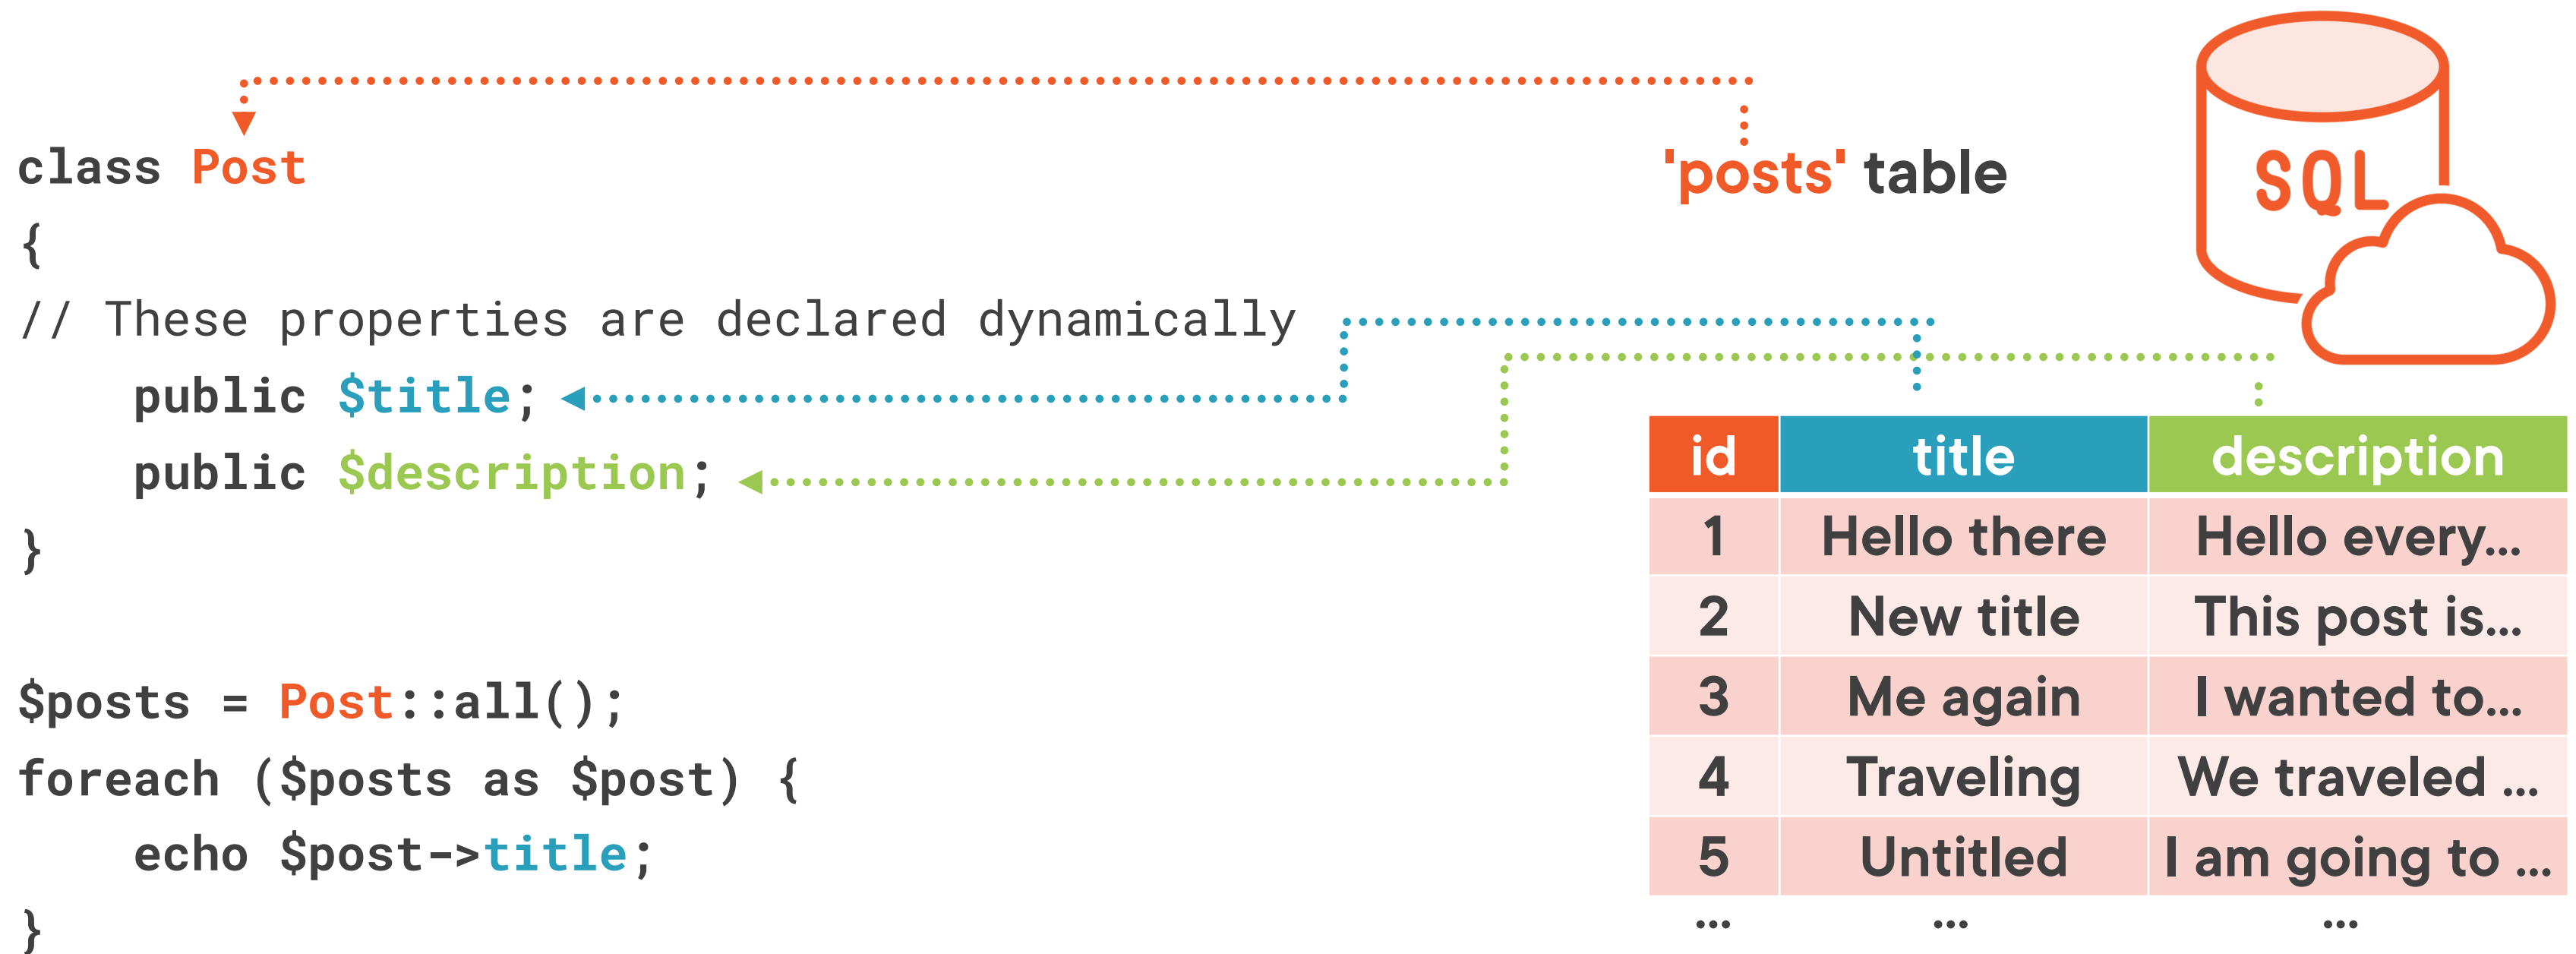 class Post
{
// These properties are declared dynamically
public $title;
public $description;
}
$posts = Post::all();
foreach ($posts as $post) {
echo $post->title;
}
'posts' table
SQL
id title description
1 Hello there Hello every...
2 New title This post is...
3 Me again I wanted to...
4 Traveling We traveled ...
5 Untitled I am going to ...
... ... ...